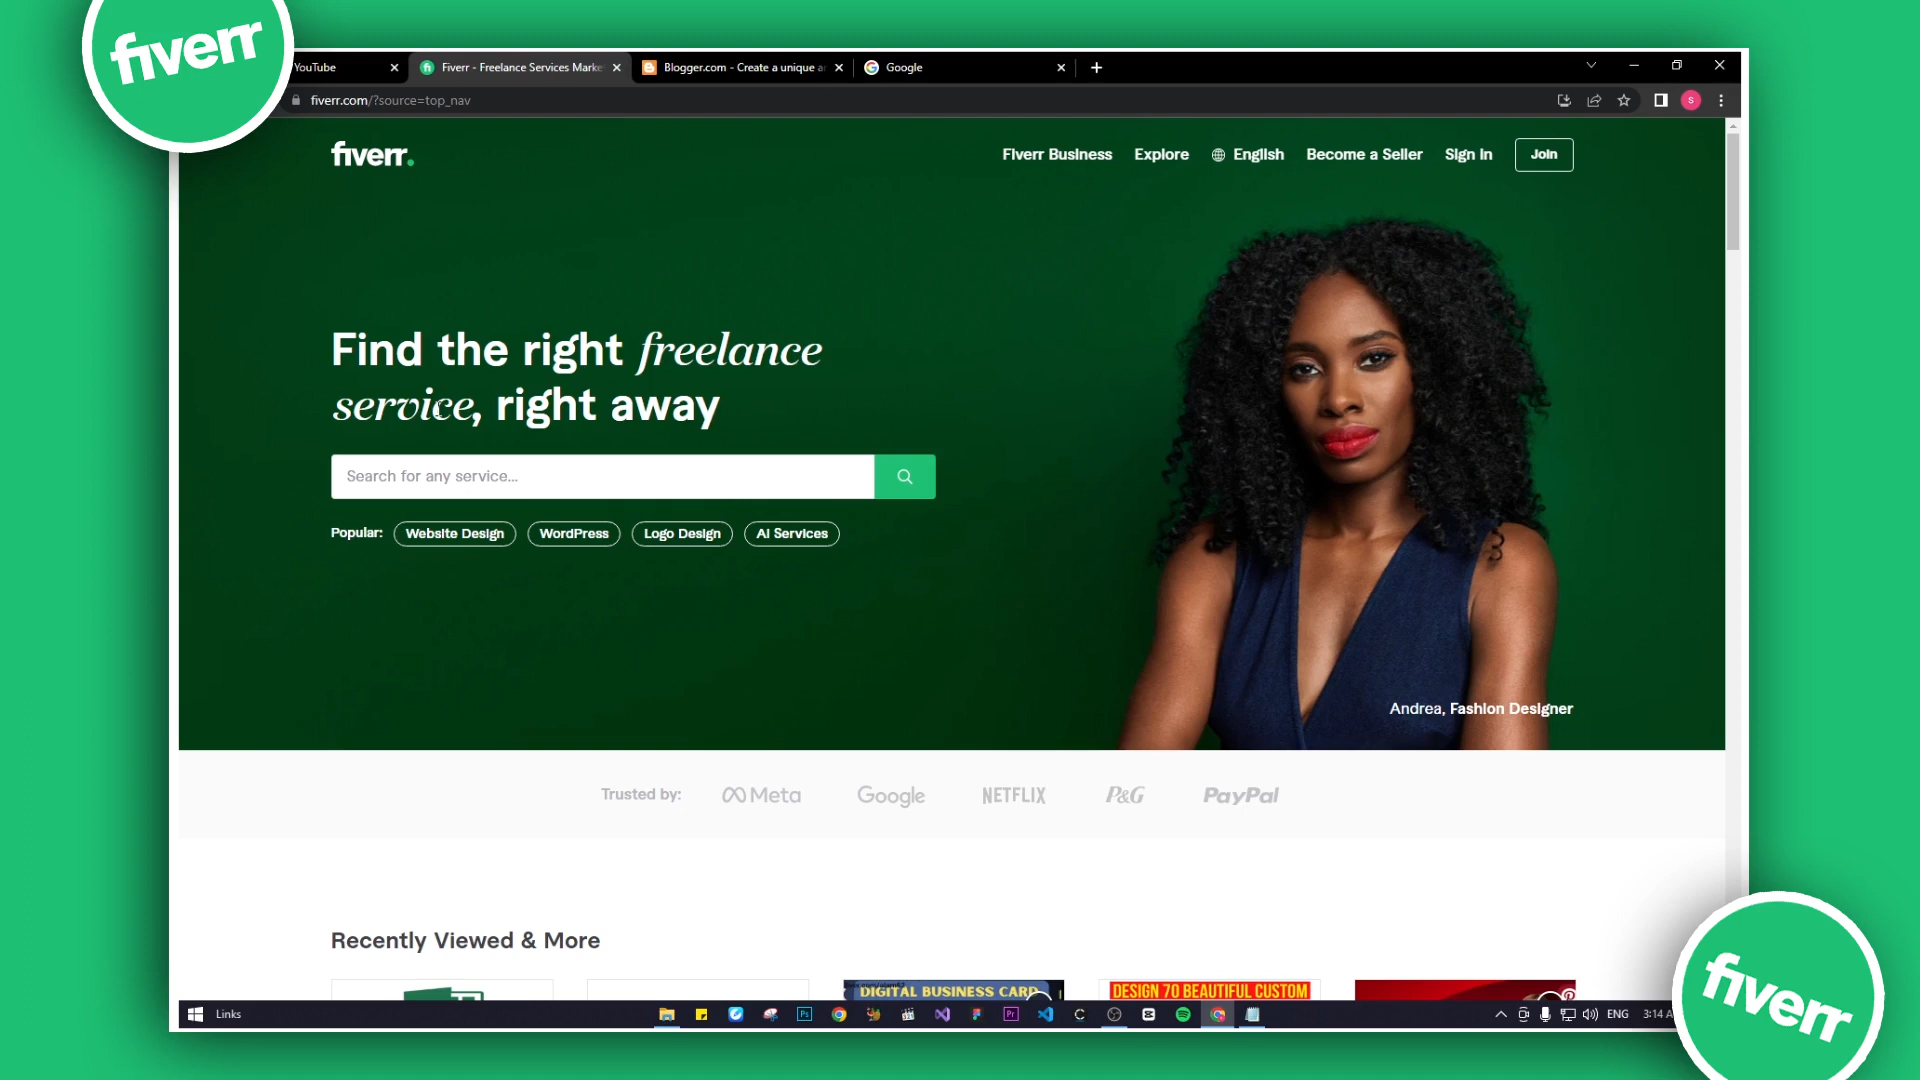 fiverr
YouTube
Fiverr - Freelance Services Marke
Blogger.com - Create a unique a
Google
fiverr.com/?source=top_nav
S
fiverr.
Fiverr Business
Explore
English
Become a Seller
Sign In
Join
Find the right freelance
service, right away
Search for any service...
Popular:
Website Design
WordPress
Logo Design
AI Services
Andrea, Fashion Designer
Trusted by:
Meta
Google
NETFLIX
P&G
PayPal
Recently Viewed & More
DIGITAL BUSINESS CARD
DESIGN 70 BEAUTIFUL CUSTOM
Links
Ps
Pr
C
ENG
3:14 A
fiverr